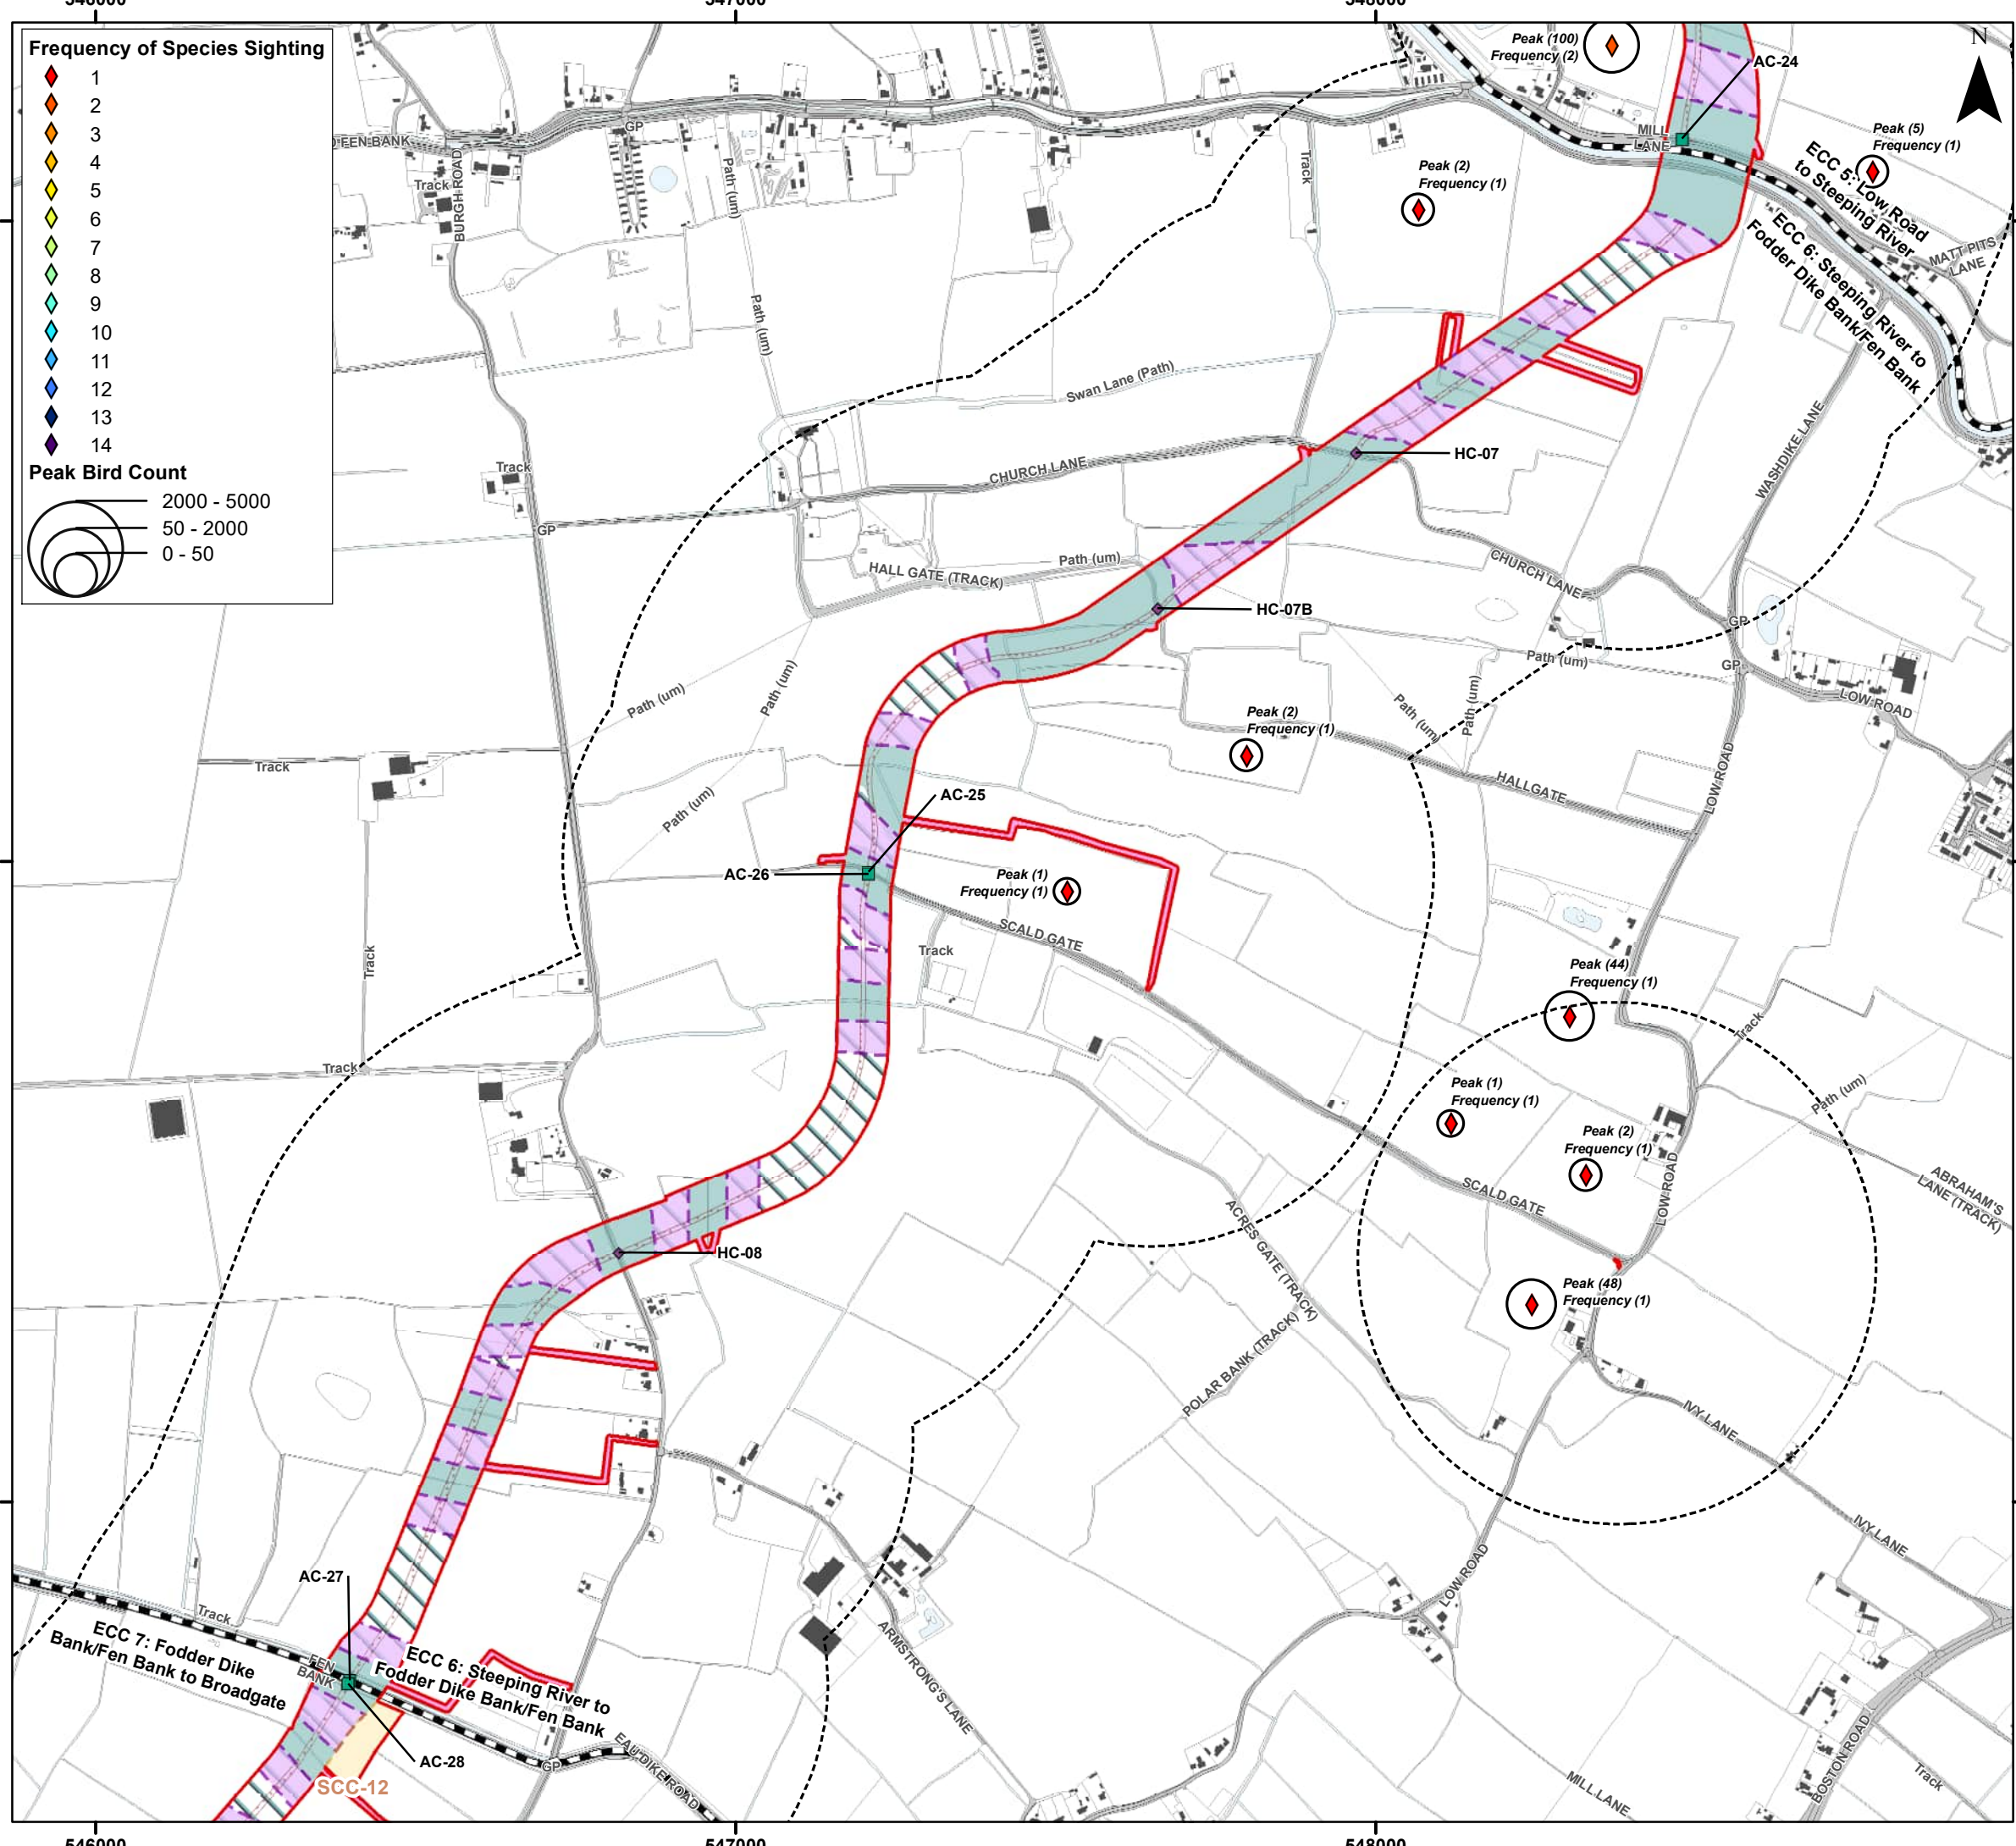 546000
547000
548000
Frequency of Species Sighting
1
2
3
4
5
6
7
8
9
10
11
12
13
14
Peak Bird Count
2000 - 5000
50 - 2000
0 - 50
N
Peak (100)
Frequency (2)
AC-24
MILL
LANE
Peak (5)
Frequency (1)
ECC 5: Low Road
to Steeping River
ECC 6: Steeping River to
Fodder Dike Bank/Fen Bank
MATT PITS
LANE
FEN BANK
GP
Track
BURGH ROAD
Path (um)
Track
Peak (2)
Frequency (1)
Path (um)
Swan Lane (Path)
WASHDIKE LANE
Track
CHURCH LANE
HC-07
GP
HALL GATE (TRACK)
Path (um)
CHURCH LANE
HC-07B
GP
Path (um)
GP
LOW ROAD
Path (um)
Path (um)
Path (um)
Path (um)
Peak (2)
Frequency (1)
Track
HALLGATE
LOW ROAD
Path (um)
AC-25
AC-26
Peak (1)
Frequency (1)
SCALD GATE
Track
Track
Peak (44)
Frequency (1)
Track
Track
Peak (1)
Frequency (1)
Path (um)
Peak (2)
Frequency (1)
SCALD GATE
LOW ROAD
ABRAHAM'S
LANE (TRACK)
ACRES GATE (TRACK)
HC-08
Peak (48)
Frequency (1)
POLAR BANK (TRACK)
IVY LANE
IVY LANE
LOW ROAD
AC-27
Track
ECC 7: Fodder Dike
Bank/Fen Bank to Broadgate
FEN
BANK
ECC 6: Steeping River to
Fodder Dike Bank/Fen Bank
ARMSTRONG'S LANE
AC-28
GP
EAU DIKE ROAD
SCC-12
MILL LANE
BOSTON ROAD
Track
546000
547000
548000